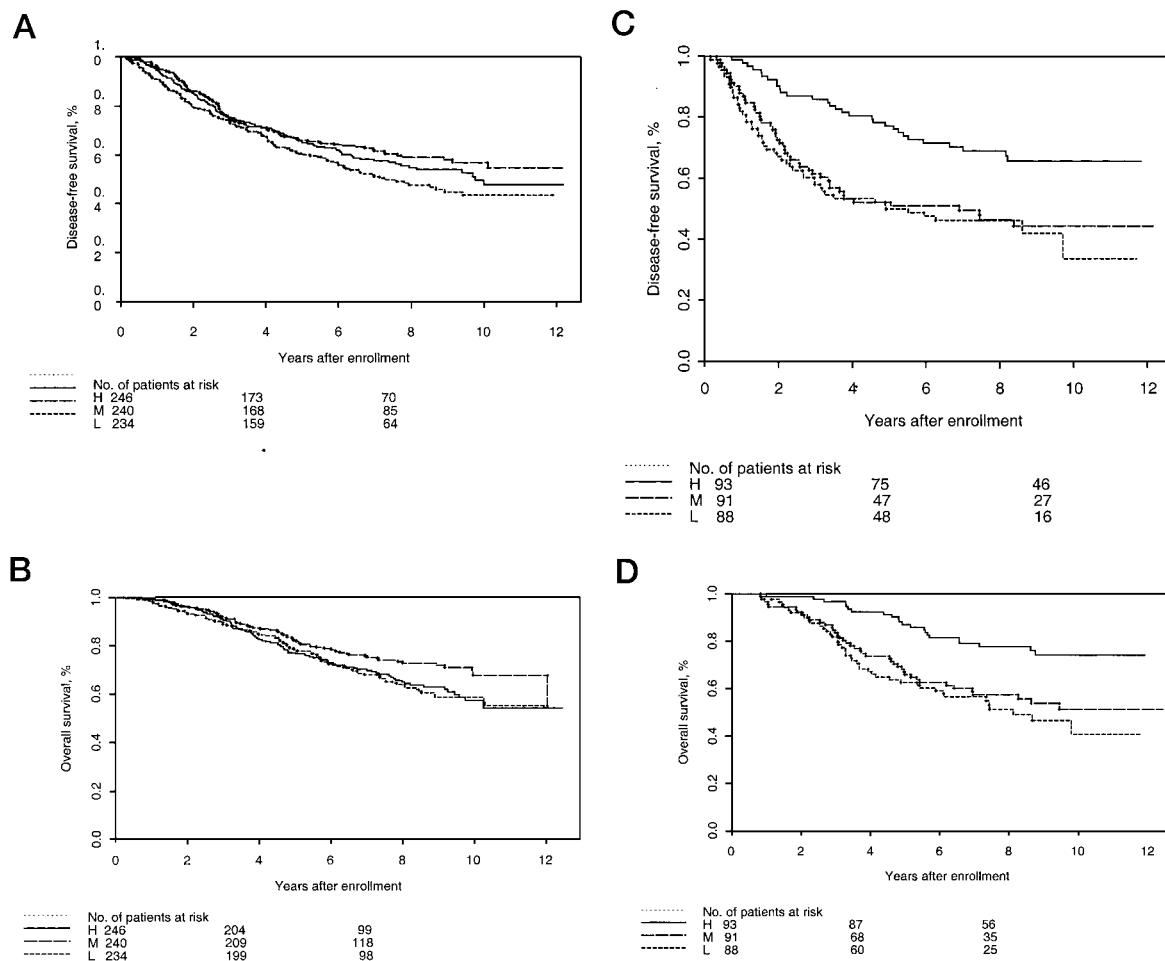 A
1.
0
0.
8
0.
6
0.
4
0.
2
0.
0
Disease-free survival, %
0 2 4 6 8 10 12
Years after enrollment
No. of patients at risk
H 246 173 70
M 240 168 85
L 234 159 64
B
1.0
0.8
0.6
0.4
0.2
0.0
Overall survival, %
0 2 4 6 8 10 12
Years after enrollment
No. of patients at risk
H 246 204 99
M 240 209 118
L 234 199 98
C
1.0
0.8
0.6
0.4
0.2
0.0
Disease-free survival, %
0 2 4 6 8 10 12
Years after enrollment
No. of patients at risk
H 93 75 46
M 91 47 27
L 88 48 16
D
1.0
0.8
0.6
0.4
0.2
0.0
Overall survival, %
0 2 4 6 8 10 12
Years after enrollment
No. of patients at risk
H 93 87 56
M 91 68 35
L 88 60 25